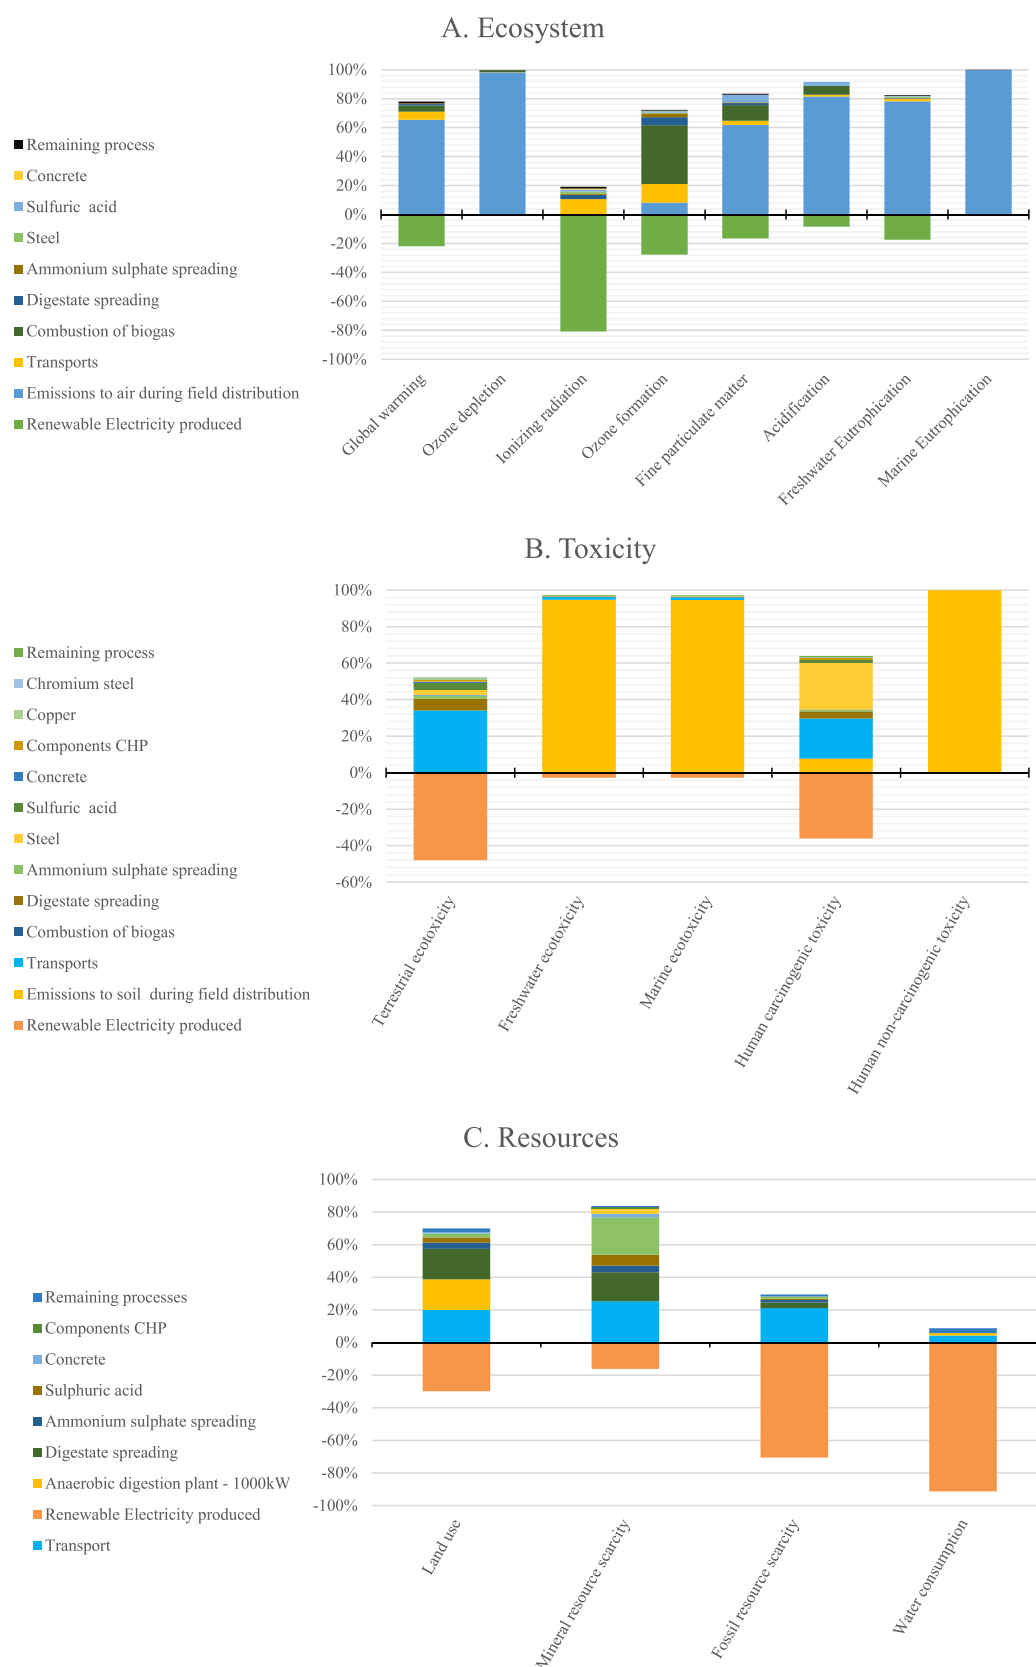 A. Ecosystem
100%
80%
60%
40%
20%
0%
-20%
-40%
-60%
-80%
-100%
Remaining process
Concrete
Sulfuric  acid
Steel
Ammonium sulphate spreading
Digestate spreading
Combustion of biogas
Transports
Emissions to air during field distribution
Renewable Electricity produced
Global warming
Ozone depletion
Ionizing radiation
Ozone formation
Fine particulate matter
Acidification
Freshwater Eutrophication
Marine Eutrophication
B. Toxicity
100%
80%
60%
40%
20%
0%
-20%
-40%
-60%
Remaining process
Chromium steel
Copper
Components CHP
Concrete
Sulfuric  acid
Steel
Ammonium sulphate spreading
Digestate spreading
Combustion of biogas
Transports
Emissions to soil  during field distribution
Renewable Electricity produced
Terrestrial ecotoxicity
Freshwater ecotoxicity
Marine ecotoxicity
Human carcinogenic toxicity
Human non-carcinogenic toxicity
C. Resources
100%
80%
60%
40%
20%
0%
-20%
-40%
-60%
-80%
-100%
Remaining processes
Components CHP
Concrete
Sulphuric acid
Ammonium sulphate spreading
Digestate spreading
Anaerobic digestion plant - 1000kW
Renewable Electricity produced
Transport
Land use
Mineral resource scarcity
Fossil resource scarcity
Water consumption